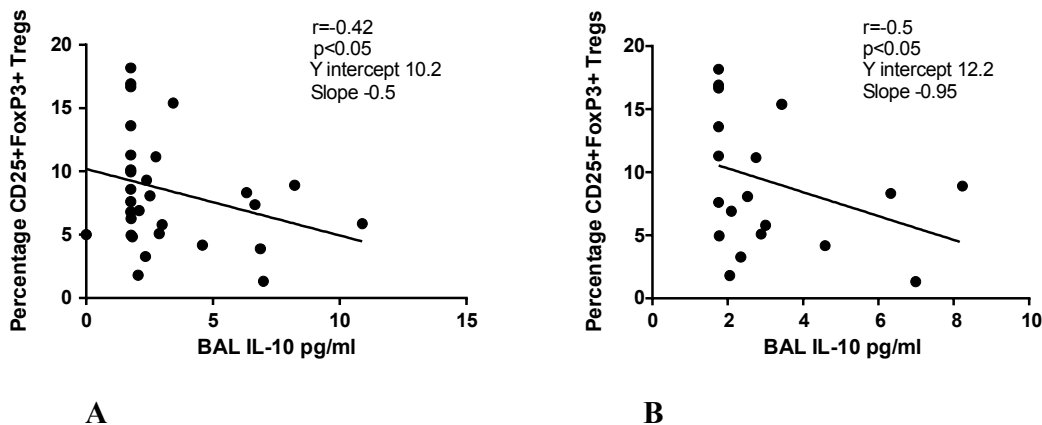 r=-0.42
p<0.05
Y intercept 10.2
Slope -0.5
Percentage CD25+FoxP3+ Tregs
20
15
10
5
0
0
5
10
15
BAL IL-10 pg/ml
A
r=-0.5
p<0.05
Y intercept 12.2
Slope -0.95
Percentage CD25+FoxP3+ Tregs
20
15
10
5
0
0
2
4
6
8
10
BAL IL-10 pg/ml
B